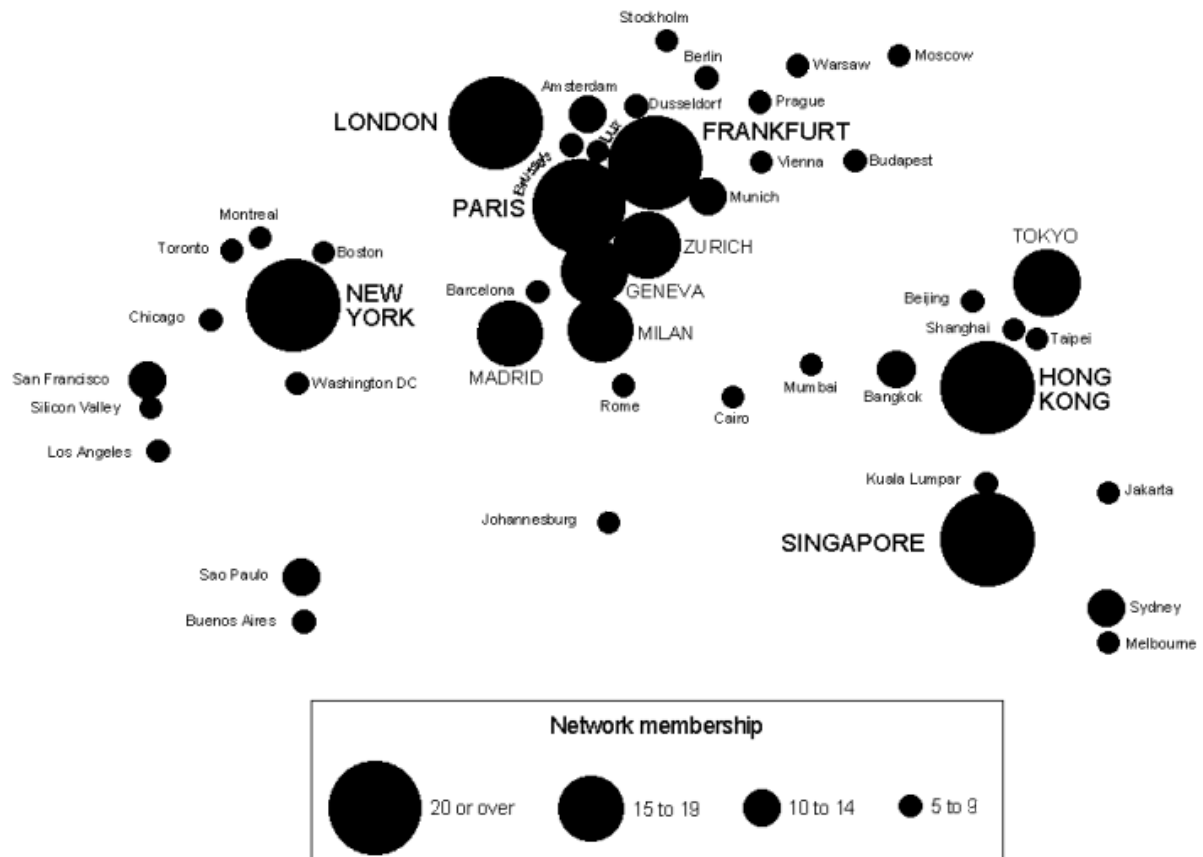 Stockholm
Berlin
Warsaw
Moscow
Amsterdam
Dusseldorf
Prague
LONDON
FRANKFURT
LUX
Brussels
Vienna
Budapest
Munich
PARIS
Montreal
Toronto
Boston
ZURICH
TOKYO
NEW
YORK
Barcelona
GENEVA
Beijing
Chicago
Shanghai
Taipei
MILAN
MADRID
San Francisco
Silicon Valley
Washington DC
Rome
Cairo
Mumbai
Bangkok
HONG
KONG
Los Angeles
Kuala Lumpar
Jakarta
Johannesburg
SINGAPORE
Sao Paulo
Buenos Aires
Sydney
Melbourne
Network membership
20 or over
15 to 19
10 to 14
5 to 9